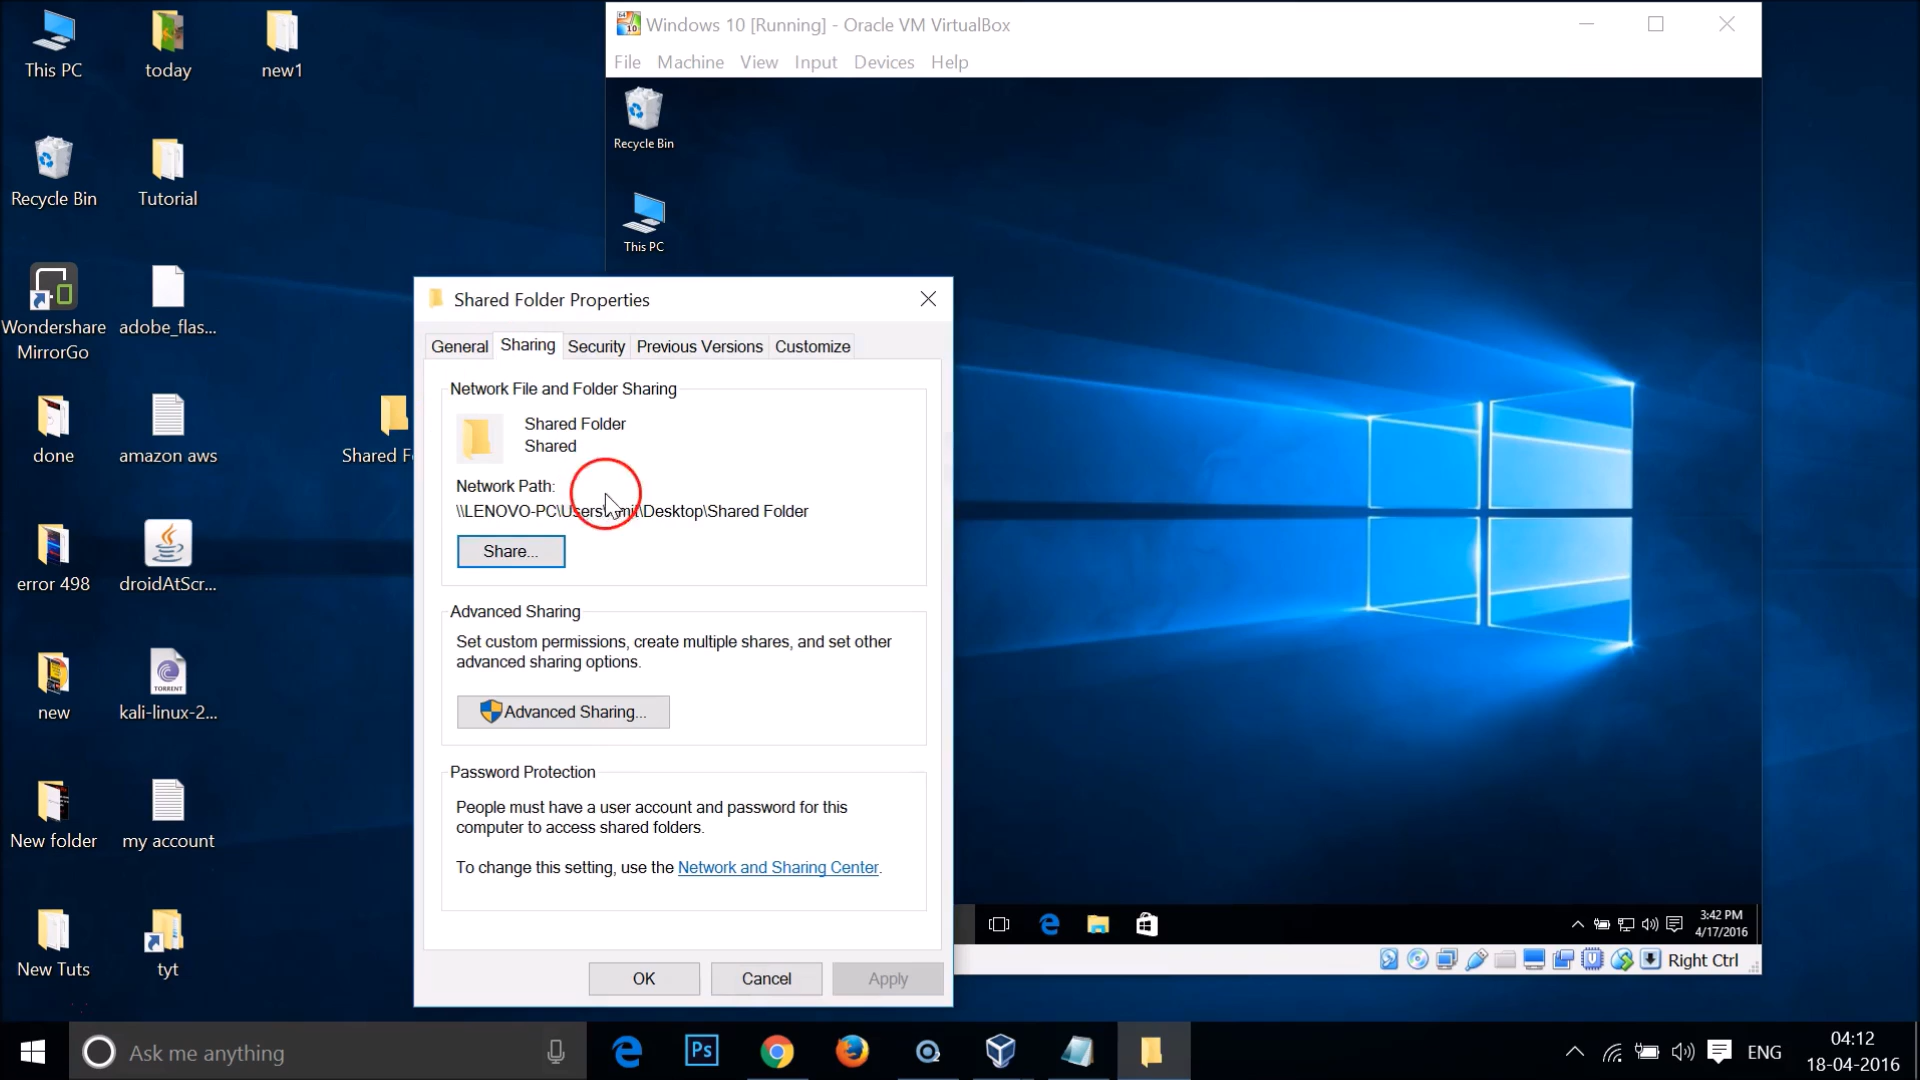 This PC
today
new1
Recycle Bin
Tutorial
Wondershare
MirrorGo
adobe_flas...
done
amazon aws
Shared F
error 498
droidAtScr...
new
TORRENT
kali-linux-2...
New folder
my account
New Tuts
tyt
64
10
Windows 10 [Running] - Oracle VM VirtualBox
File Machine View Input Devices Help
Recycle Bin
This PC
Shared Folder Properties
General Sharing Security Previous Versions Customize
Network File and Folder Sharing
Shared Folder
Shared
Network Path:
\\LENOVO-PC\Users\ \Desktop\Shared Folder
Share...
Advanced Sharing
Set custom permissions, create multiple shares, and set other
advanced sharing options.
Advanced Sharing...
Password Protection
People must have a user account and password for this
computer to access shared folders.
To change this setting, use the Network and Sharing Center.
OK Cancel Apply
3:42 PM
4/17/2016
Right Ctrl
Ask me anything
Ps
ENG
04:12
18-04-2016